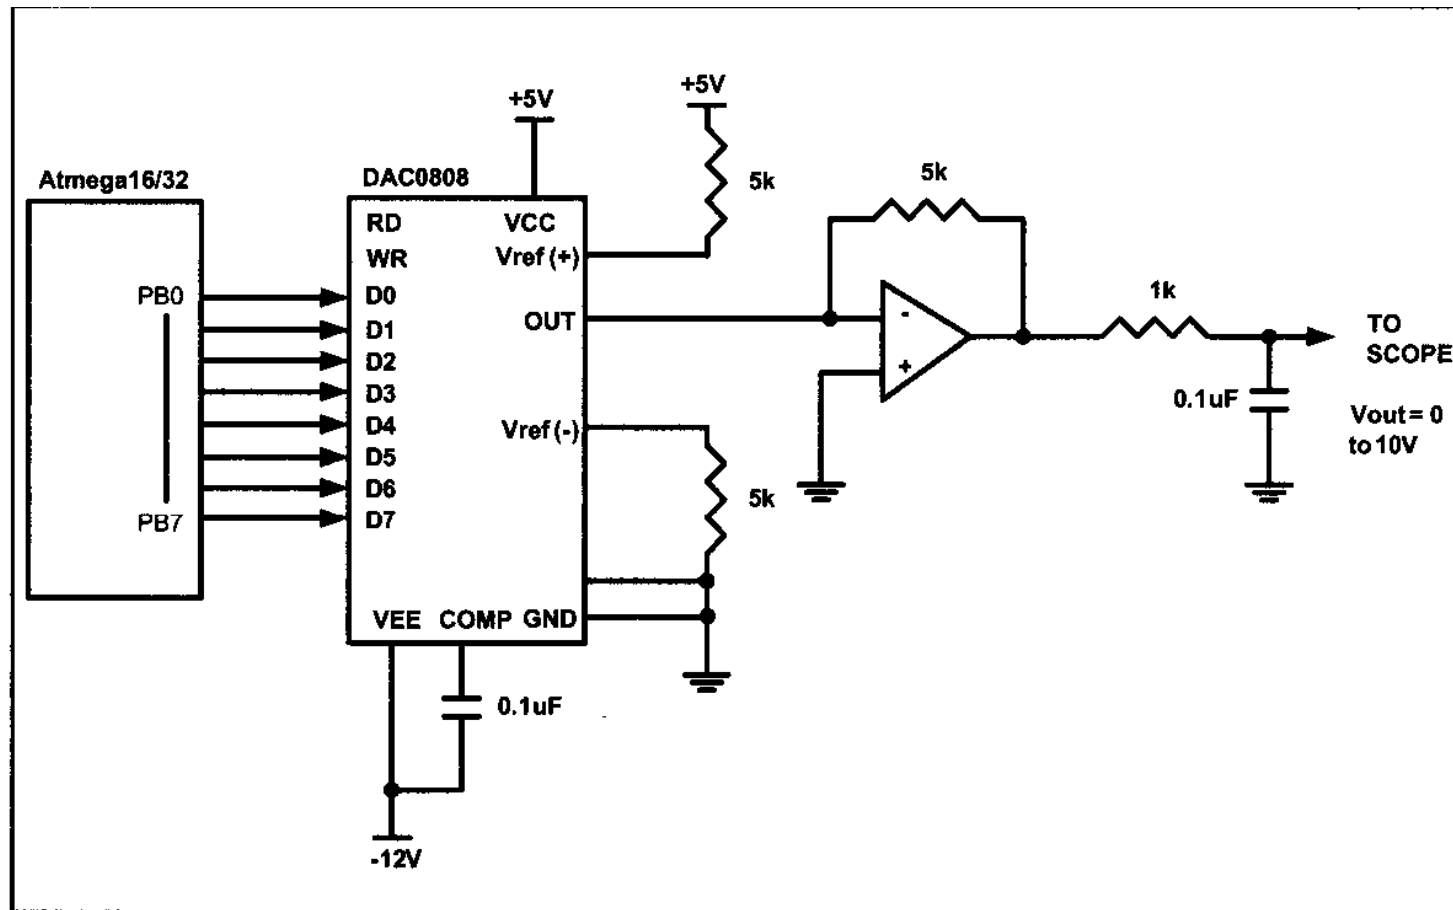 +5V
+5V
Atmega16/32
DAC0808
5k
5k
RD
VCC
WR
Vref (+)
PB0
D0
1k
D1
OUT
-
TO
SCOPE
D2
+
D3
0.1uF
Vout = 0
to 10V
D4
Vref (-)
D5
D6
5k
PB7
D7
VEE
COMP
GND
0.1uF
-12V